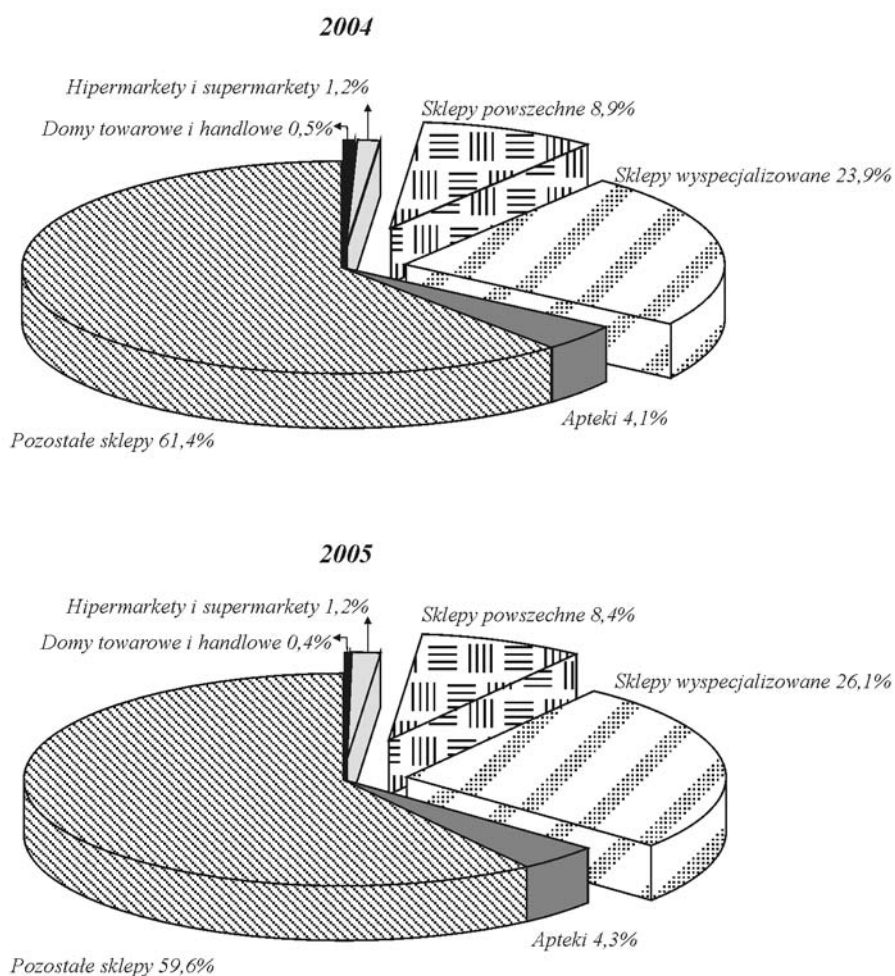 2004
Hipermarkety i supermarkety 1,2%
Sklepy powszechne 8,9%
Domy towarowe i handlowe 0,5%
Sklepy wyspecjalizowane 23,9%
Apteki 4,1%
Pozostałe sklepy 61,4%
2005
Hipermarkety i supermarkety 1,2%
Sklepy powszechne 8,4%
Domy towarowe i handlowe 0,4%
Sklepy wyspecjalizowane 26,1%
Apteki 4,3%
Pozostałe sklepy 59,6%